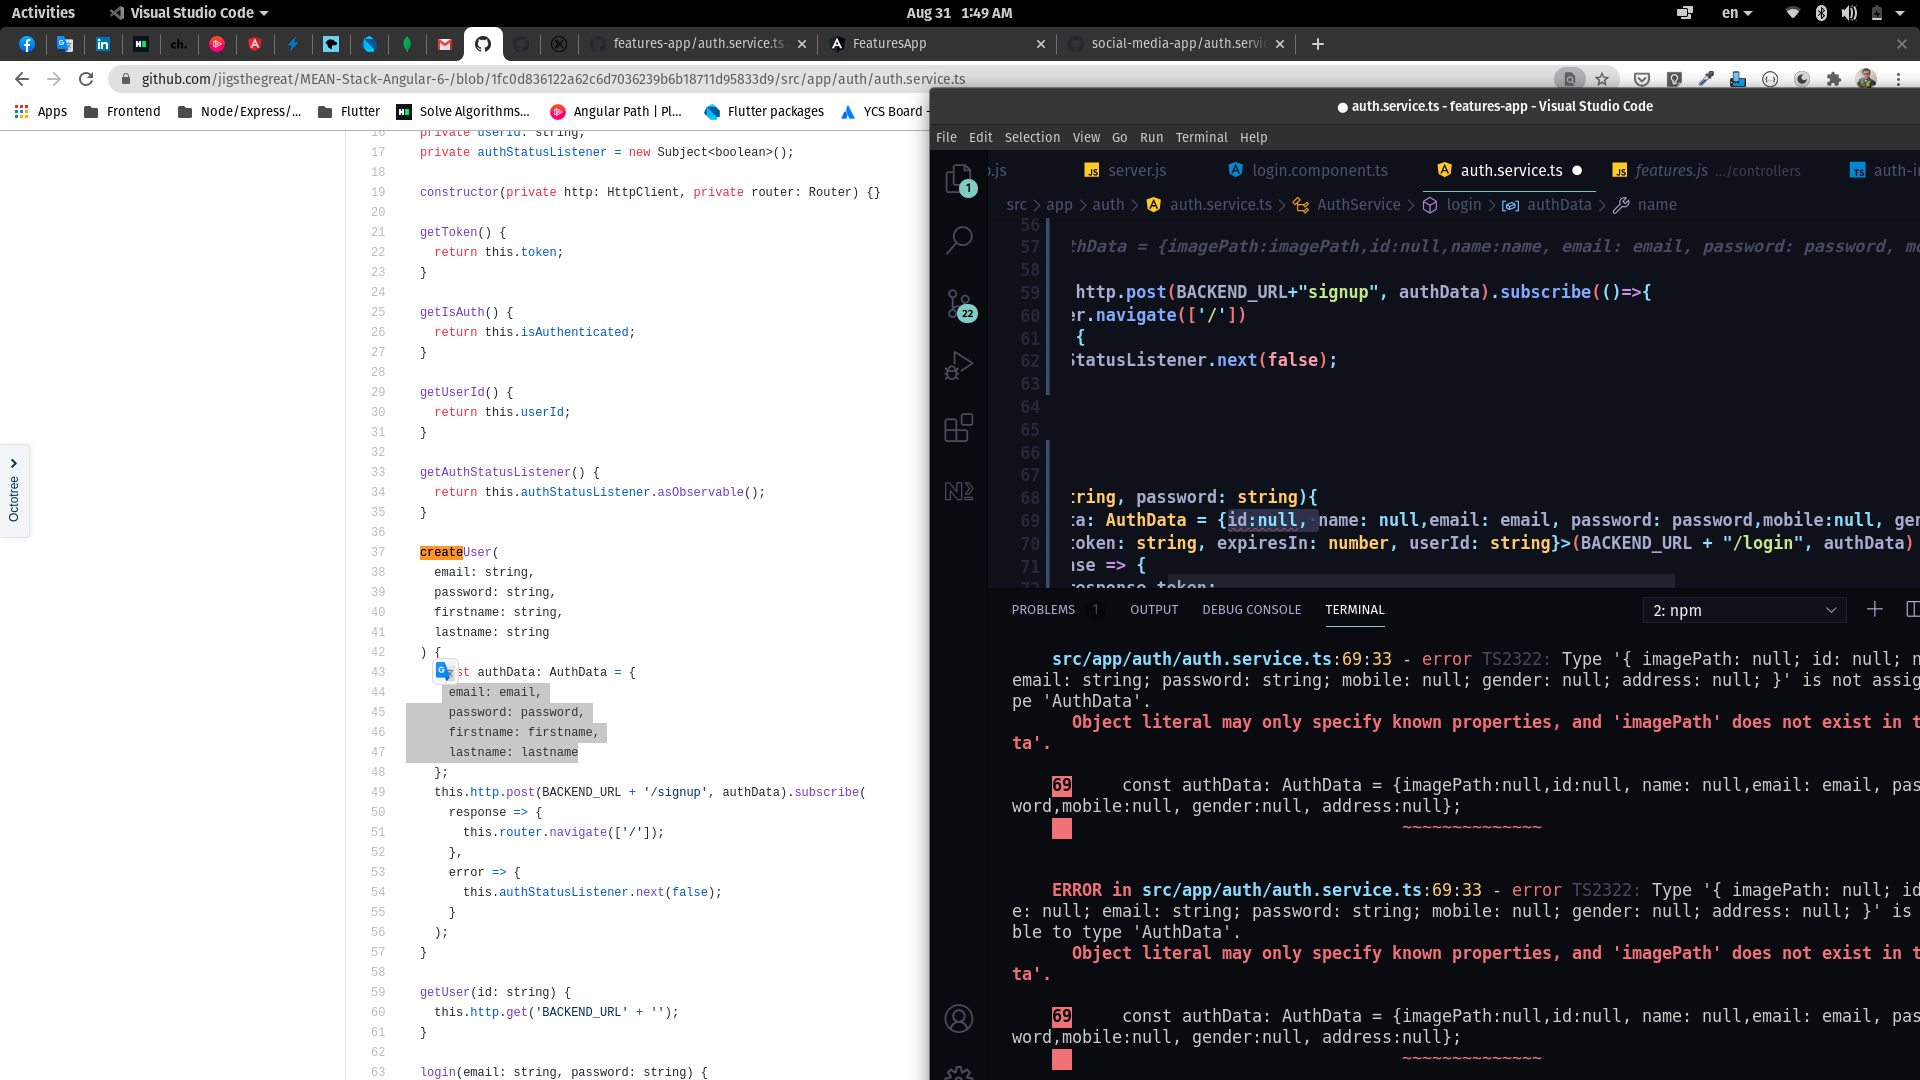 Activities
Visual Studio Code
Aug 31 1:49 AM
en
features-app/auth.service.ts
FeaturesApp
social-media-app/auth.servic
github.com/jigsthegreat/MEAN-Stack-Angular-6-/blob/1fc0d836122a62c6d7036239b6b18711d95833d9/src/app/auth/auth.service.ts
Apps
Frontend
Node/Express/...
Flutter
Solve Algorithms...
Angular Path | Pl...
Flutter packages
YCS Board -
Octotree
16 private userId: string;
17 private authStatusListener = new Subject<boolean>();
18
19 constructor(private http: HttpClient, private router: Router) {}
20
21 getToken() {
22 return this.token;
23 }
24
25 getIsAuth() {
26 return this.isAuthenticated;
27 }
28
29 getUserId() {
30 return this.userId;
31 }
32
33 getAuthStatusListener() {
34 return this.authStatusListener.asObservable();
35 }
36
37 createUser(
38 email: string,
39 password: string,
40 firstname: string,
41 lastname: string
42 ) {
43 st authData: AuthData = {
44 email: email,
45 password: password,
46 firstname: firstname,
47 lastname: lastname
48 };
49 this.http.post(BACKEND_URL + '/signup', authData).subscribe(
50 response => {
51 this.router.navigate(['/']);
52 },
53 error => {
54 this.authStatusListener.next(false);
55 }
56 );
57 }
58
59 getUser(id: string) {
60 this.http.get('BACKEND_URL' + '');
61 }
62
63 login(email: string, password: string) {
● auth.service.ts - features-app - Visual Studio Code
File Edit Selection View Go Run Terminal Help
1
22
.js
server.js
login.component.ts
auth.service.ts
features.js .../controllers
auth-i
src > app > auth > auth.service.ts > AuthService > login > authData > name
56
57 thData = {imagePath:imagePath,id:null,name:name, email: email, password: password, mo
58
59 http.post(BACKEND_URL+"signup", authData).subscribe(()=>{
60 er.navigate(['/'])
61 {
62 StatusListener.next(false);
63
64
65
66
67
68 tring, password: string){
69 ta: AuthData = {id:null, name: null,email: email, password: password,mobile:null, gen
70 token: string, expiresIn: number, userId: string}>(BACKEND_URL + "/login", authData)
71 nse => {
72 response.token;
PROBLEMS 1 OUTPUT DEBUG CONSOLE TERMINAL
2: npm
src/app/auth/auth.service.ts:69:33 - error TS2322: Type '{ imagePath: null; id: null; n
email: string; password: string; mobile: null; gender: null; address: null; }' is not assig
pe 'AuthData'.
Object literal may only specify known properties, and 'imagePath' does not exist in t
ta'.
69 const authData: AuthData = {imagePath:null,id:null, name: null,email: email, pas
word,mobile:null, gender:null, address:null};
~~~~~~~~~~~~~~
ERROR in src/app/auth/auth.service.ts:69:33 - error TS2322: Type '{ imagePath: null; id
e: null; email: string; password: string; mobile: null; gender: null; address: null; }' is
ble to type 'AuthData'.
Object literal may only specify known properties, and 'imagePath' does not exist in t
ta'.
69 const authData: AuthData = {imagePath:null,id:null, name: null,email: email, pas
word,mobile:null, gender:null, address:null};
~~~~~~~~~~~~~~